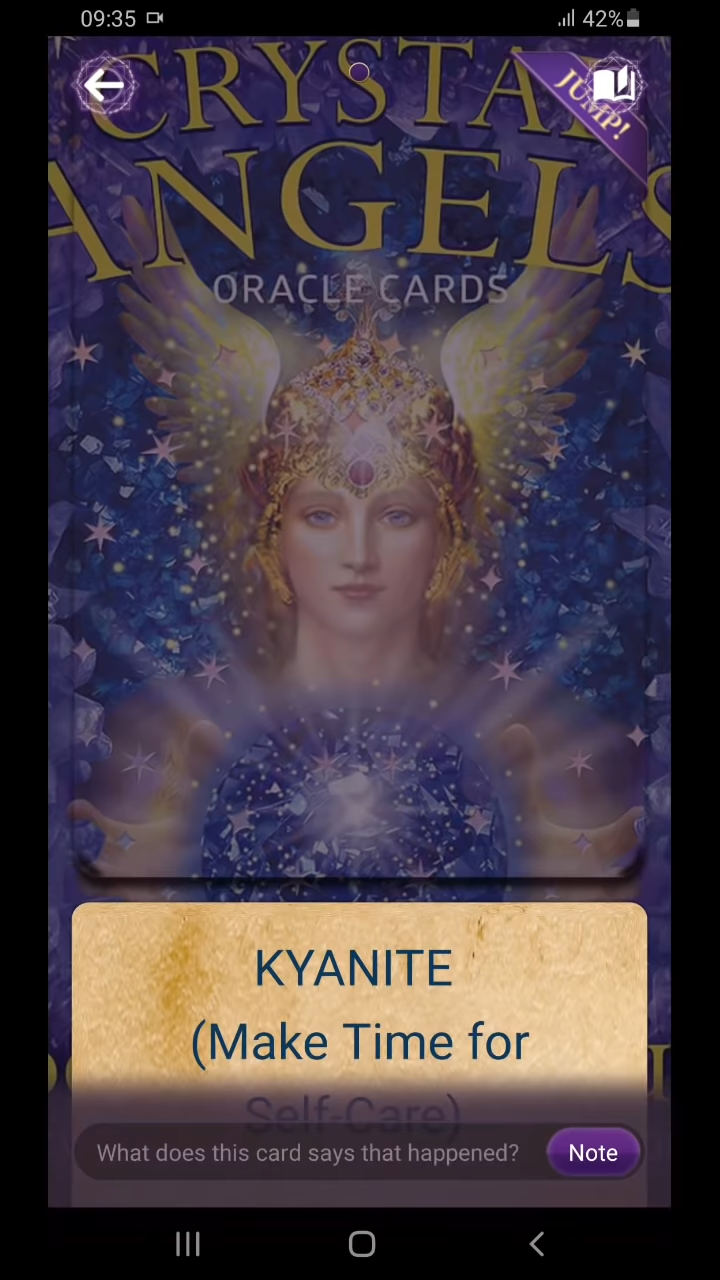 09:35
42%
CRYSTAL
ANGELS
JUMP!
ORACLE CARDS
KYANITE
(Make Time for
Self-Care)
What does this card says that happened?
Note